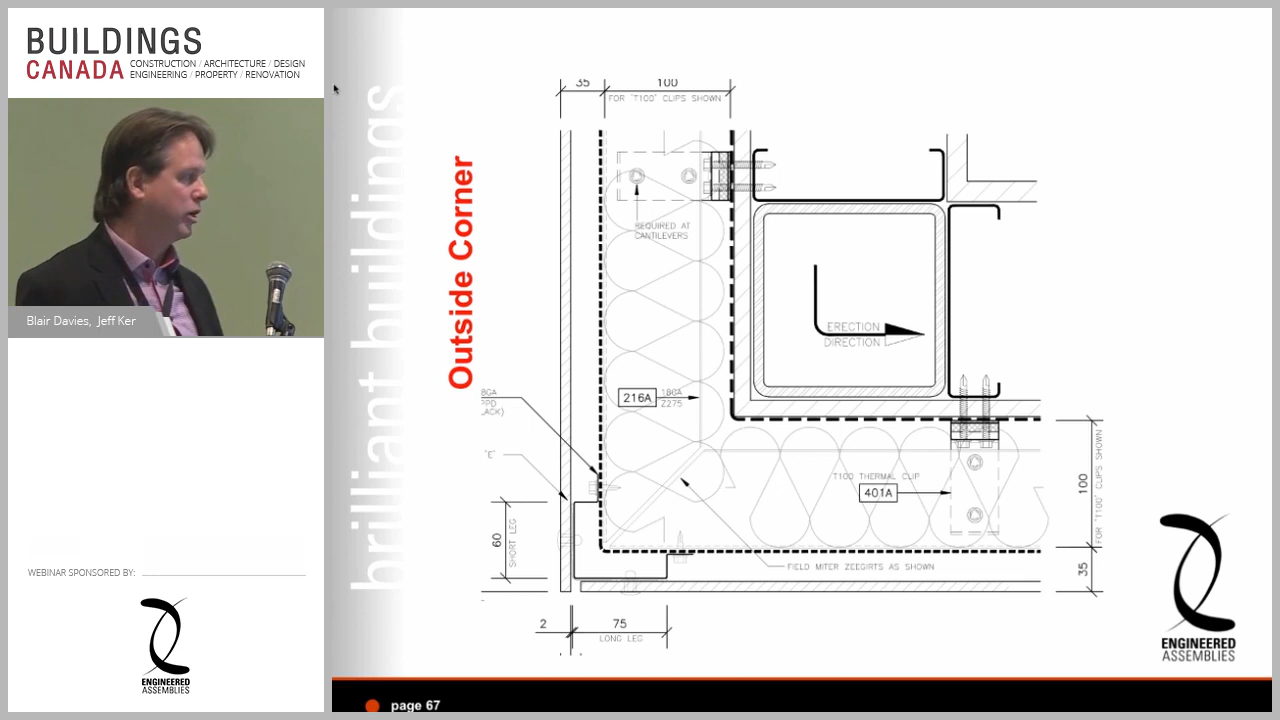 BUILDINGS
CANADA
CONSTRUCTION / ARCHITECTURE / DESIGN
ENGINEERING / PROPERTY / RENOVATION
Blair Davies, Jeff Ker
WEBINAR SPONSORED BY:
ENGINEERED
ASSEMBLIES
brilliant buildings
Outside Corner
35
100
FOR "T100" CLIPS SHOWN
REQUIRED AT
CANTILEVERS
ERECTION
DIRECTION
216A
18GA
Z275
8GA
PD
ACK)
"E"
T100 THERMAL CLIP
401A
100
FOR "T100" CLIPS SHOWN
60
SHORT LEG
FIELD MITER ZEEGIRTS AS SHOWN
35
2
75
LONG LEG
ENGINEERED
ASSEMBLIES
page 67